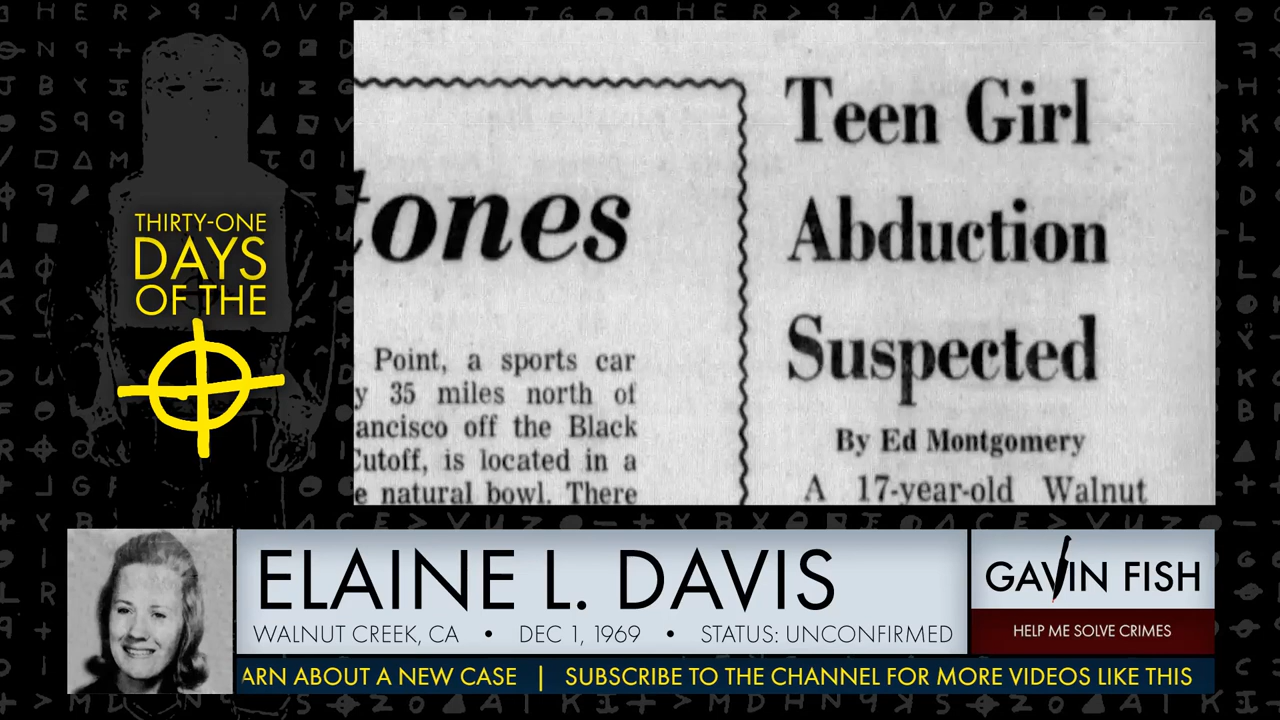 THIRTY-ONE
DAYS
OF THE
tones
Point, a sports car
y 35 miles north of
ancisco off the Black
Cutoff, is located in a
e natural bowl. There
Teen Girl
Abduction
Suspected
By Ed Montgomery
A 17-year-old Walnut
ELAINE L. DAVIS
WALNUT CREEK, CA • DEC 1, 1969 • STATUS: UNCONFIRMED
GAVIN FISH
HELP ME SOLVE CRIMES
ARN ABOUT A NEW CASE | SUBSCRIBE TO THE CHANNEL FOR MORE VIDEOS LIKE THIS